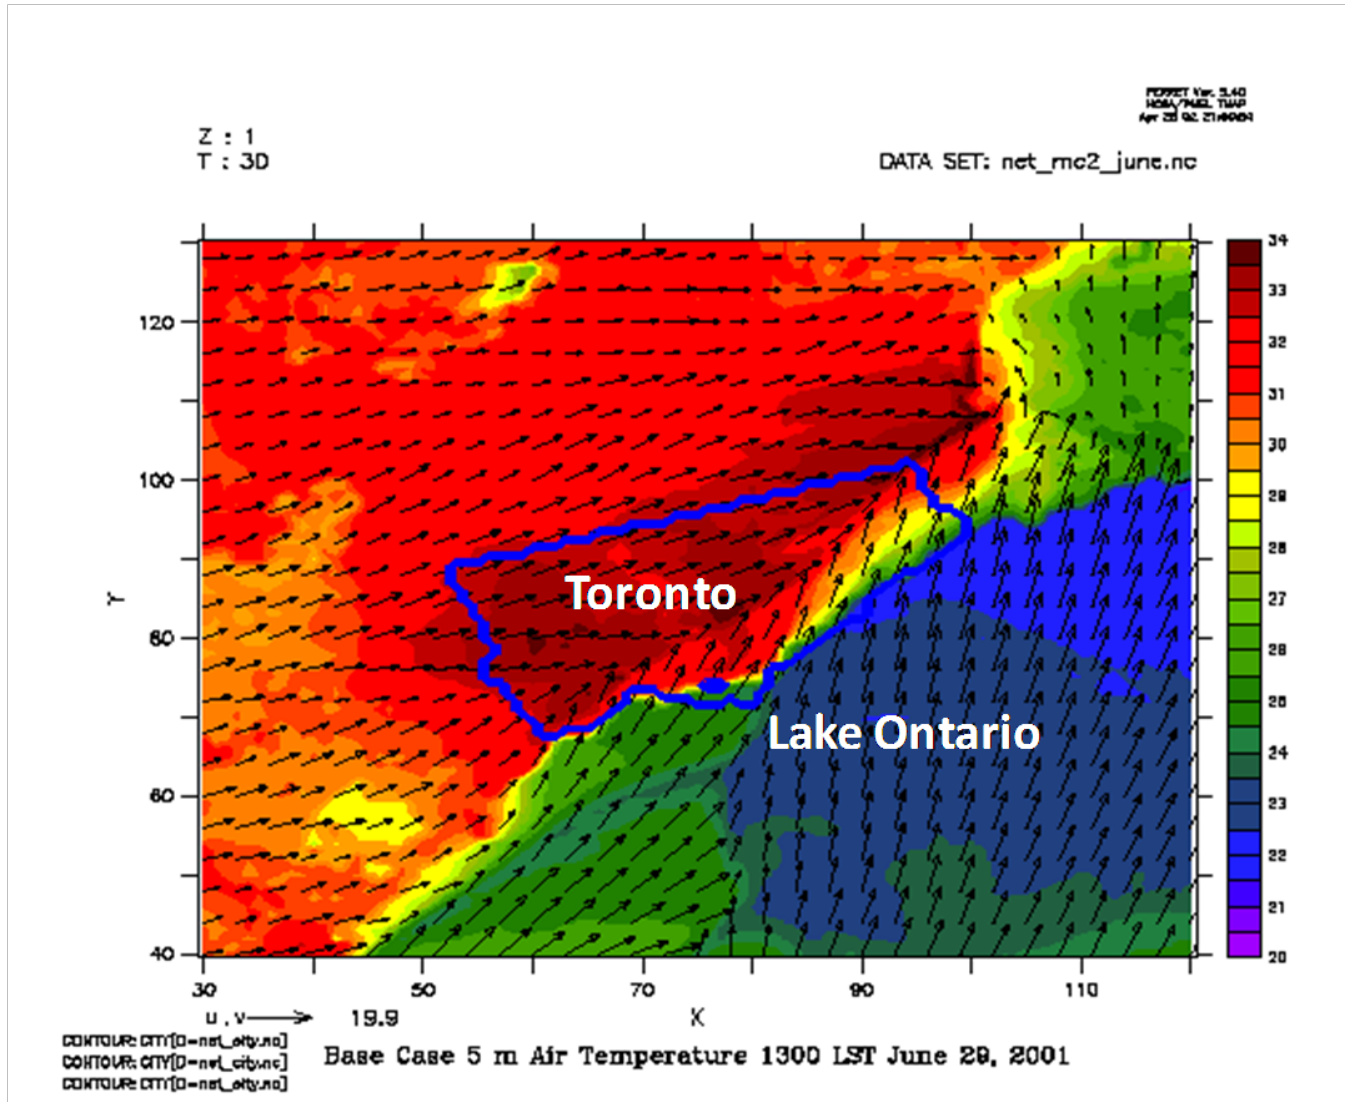 Z : 1
T : 30
DATA SET: net_mc2_june.nc
34
33
32
31
30
29
28
27
26
25
24
23
22
21
20
120
100
80
60
40
Y
Toronto
Lake Ontario
30 50 70 90 110
u,v 19.9
X
CONTOUR: CITY[D=net_city.nc]
CONTOUR: CITY[D=net_city.nc]
CONTOUR: CITY[D=net_city.nc]
Base Case 5 m Air Temperature 1300 LST June 29, 2001